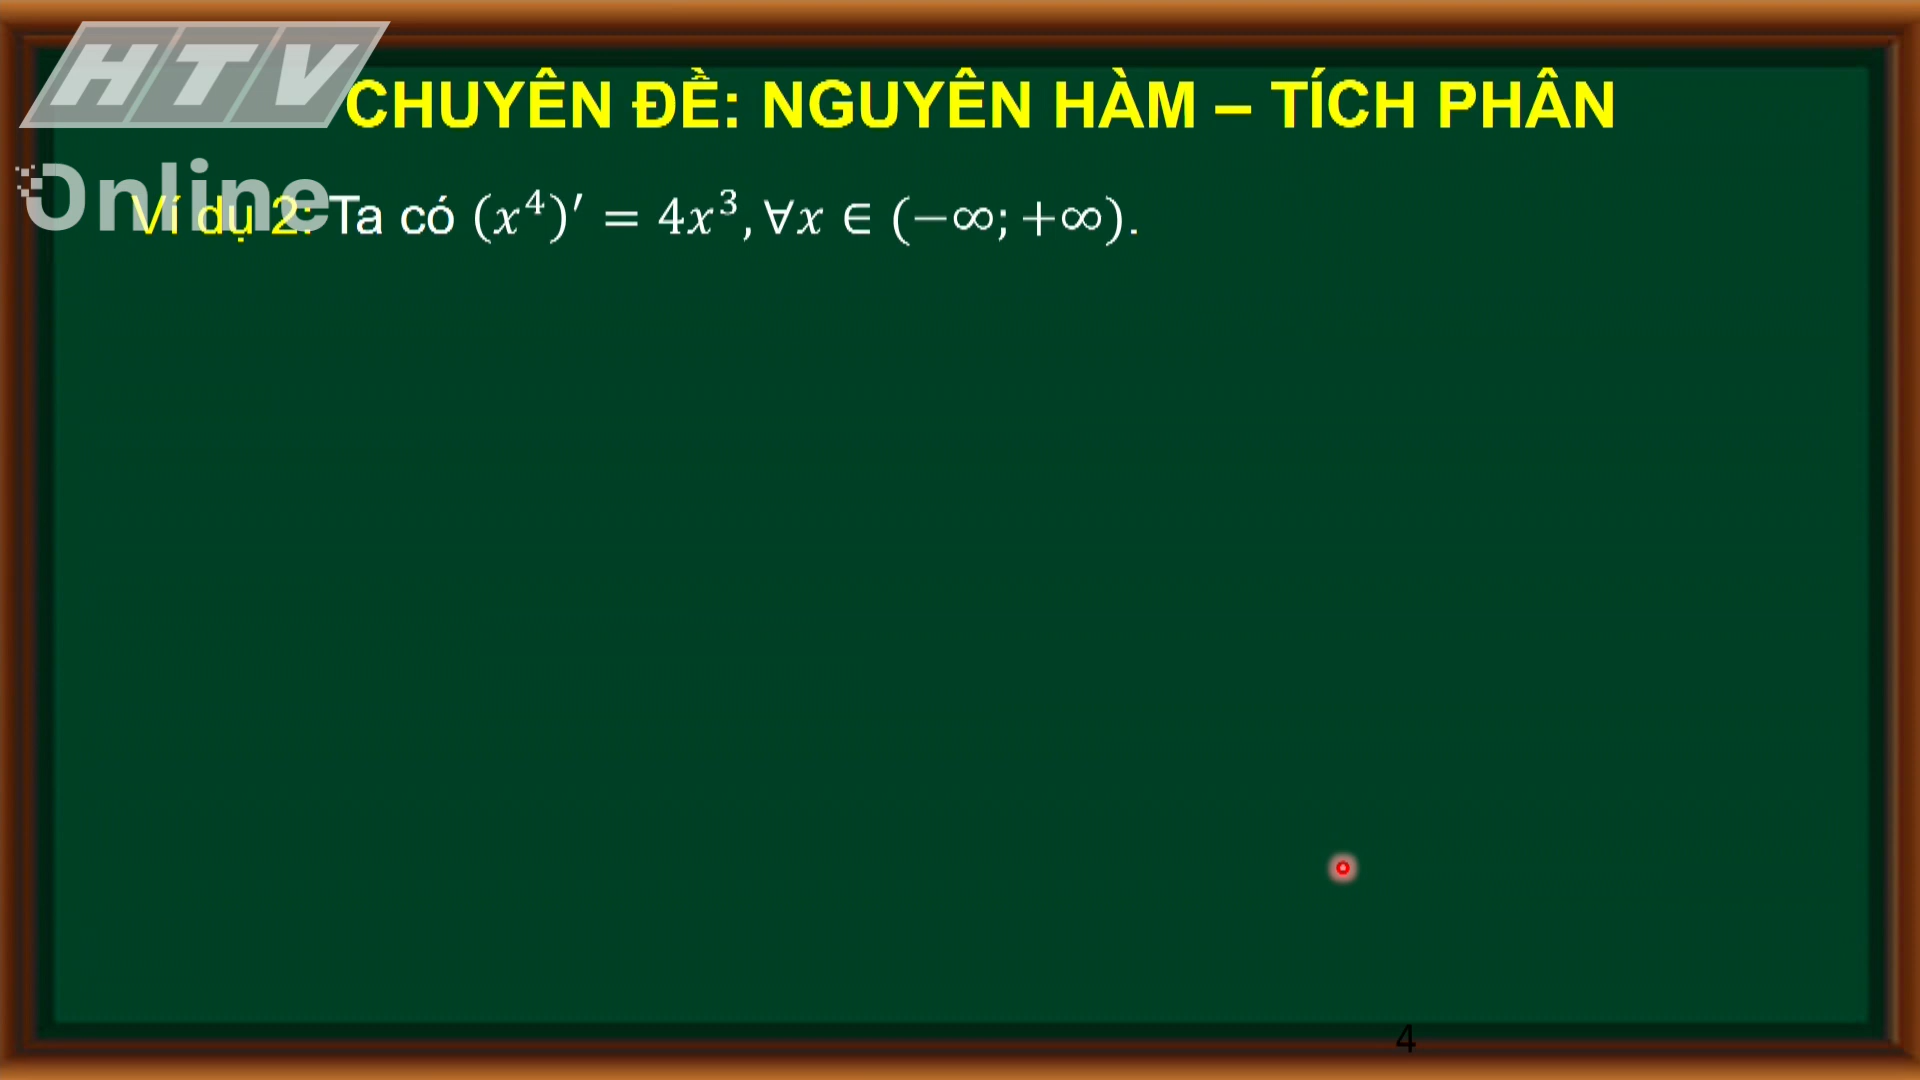 HTV
Online
CHUYÊN ĐỀ: NGUYÊN HÀM – TÍCH PHÂN
Ví dụ 2: Ta có (x⁴)′ = 4x³, ∀x ∈ (−∞; +∞).
4